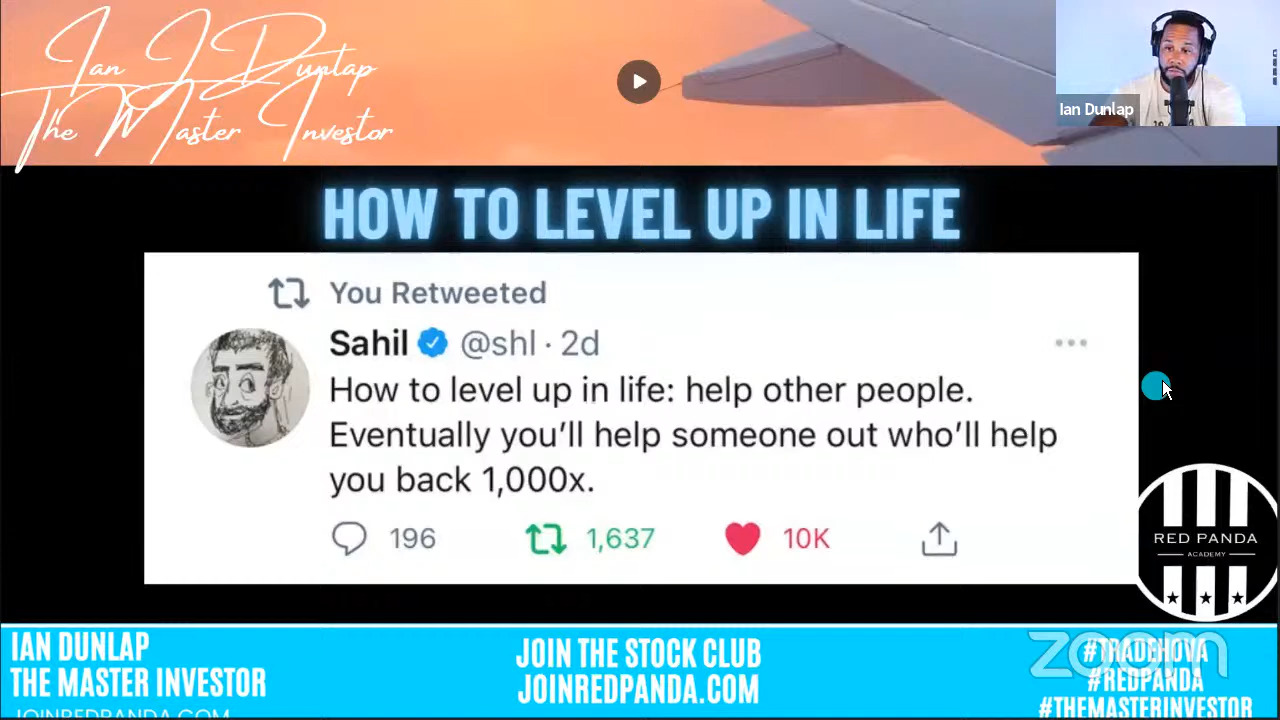 Ian J Dunlap
The Master Investor
Ian Dunlap
HOW TO LEVEL UP IN LIFE
You Retweeted
Sahil @shl · 2d
How to level up in life: help other people.
Eventually you’ll help someone out who’ll help
you back 1,000x.
196 1,637 10K
RED PANDA
ACADEMY
IAN DUNLAP
THE MASTER INVESTOR
JOINREDPANDA.COM
JOIN THE STOCK CLUB
JOINREDPANDA.COM
zoom
#TRADEHOVA
#REDPANDA
#THEMASTERINVESTOR